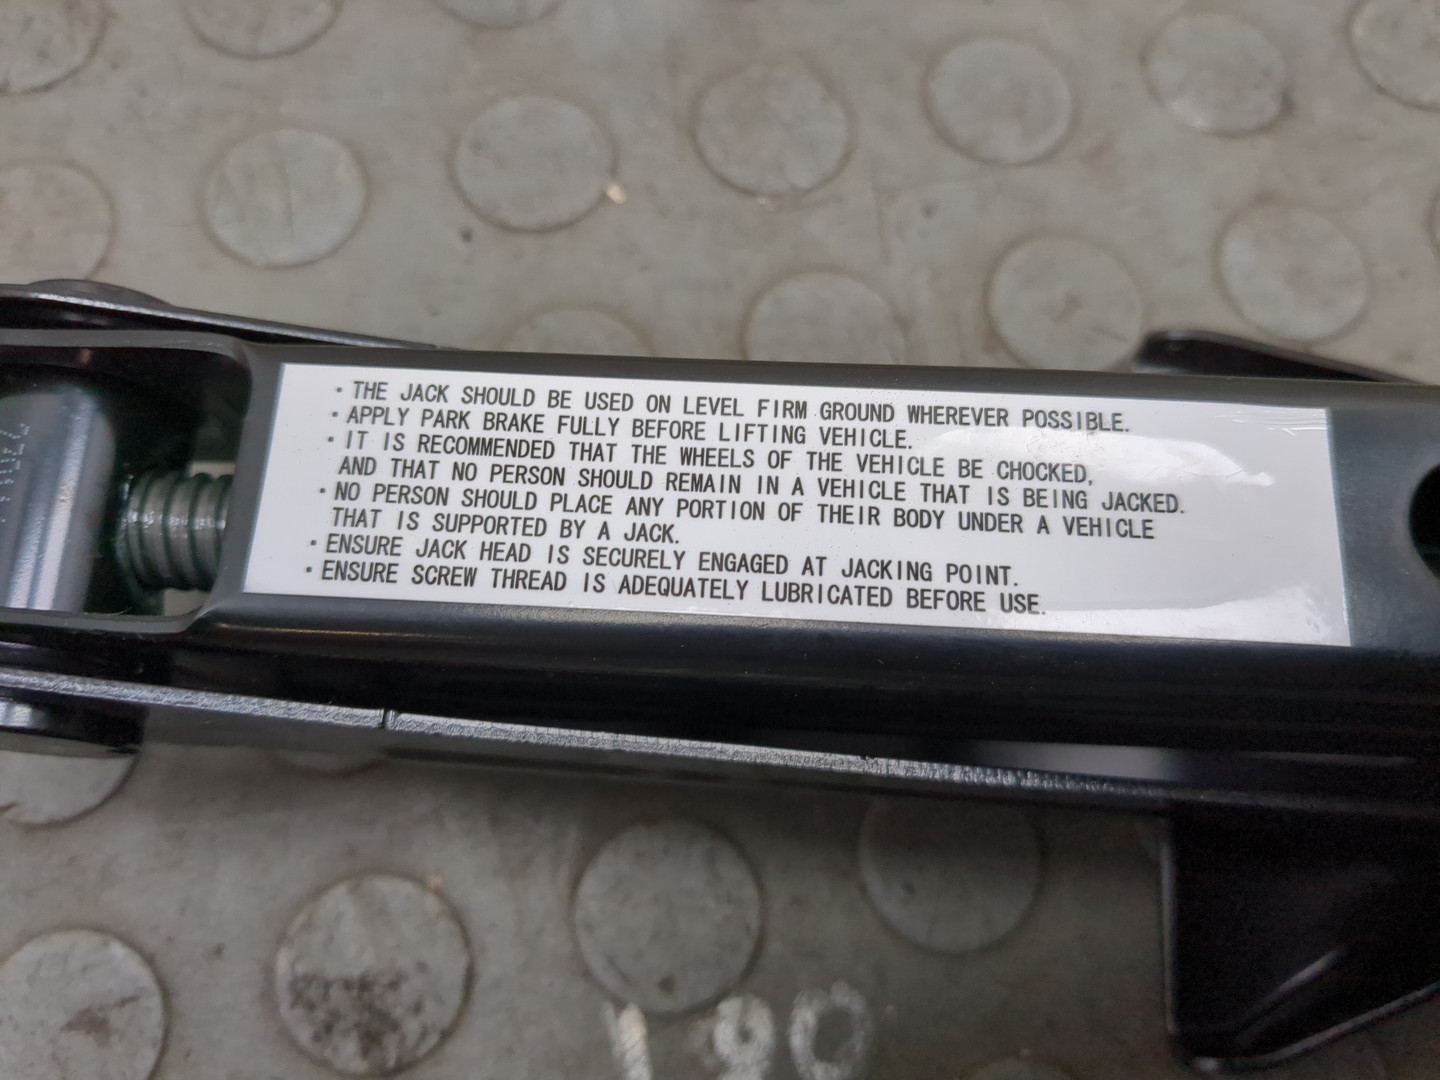 · THE JACK SHOULD BE USED ON LEVEL FIRM GROUND WHEREVER POSSIBLE.
· APPLY PARK BRAKE FULLY BEFORE LIFTING VEHICLE.
· IT IS RECOMMENDED THAT THE WHEELS OF THE VEHICLE BE CHOCKED,
AND THAT NO PERSON SHOULD REMAIN IN A VEHICLE THAT IS BEING JACKED.
· NO PERSON SHOULD PLACE ANY PORTION OF THEIR BODY UNDER A VEHICLE
THAT IS SUPPORTED BY A JACK.
· ENSURE JACK HEAD IS SECURELY ENGAGED AT JACKING POINT.
· ENSURE SCREW THREAD IS ADEQUATELY LUBRICATED BEFORE USE.
190